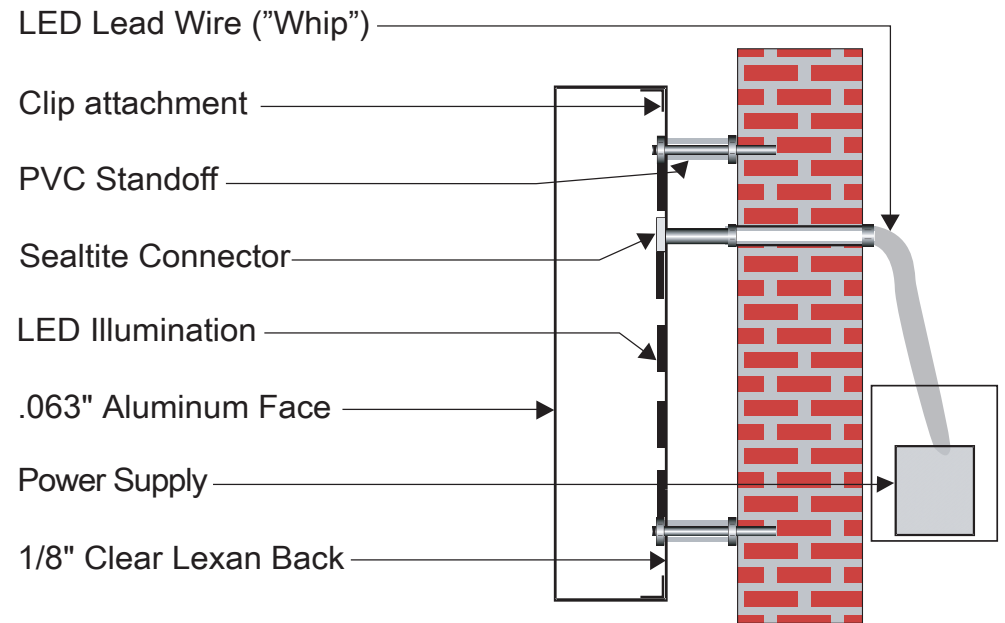 LED Lead Wire (”Whip”)
Clip attachment
PVC Standoff
Sealtite Connector
LED Illumination
.063" Aluminum Face
Power Supply
1/8" Clear Lexan Back